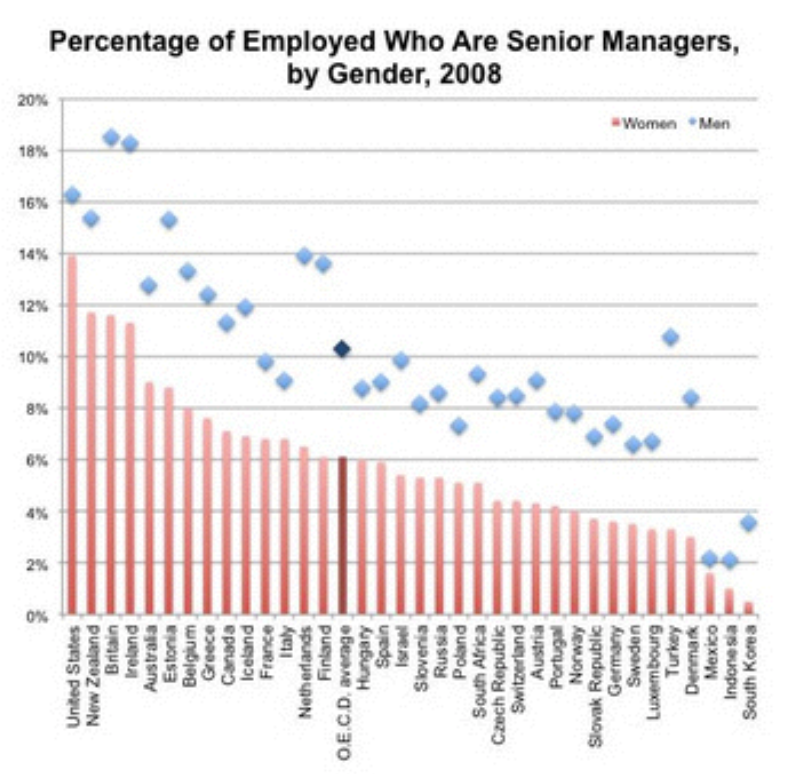 Percentage of Employed Who Are Senior Managers,
by Gender, 2008
20%
Women Men
18%
16%
14%
12%
10%
8%
6%
4%
2%
0%
United States
New Zealand
Britain
Ireland
Australia
Estonia
Belgium
Greece
Canada
Iceland
France
Italy
Netherlands
Finland
O.E.C.D. average
Hungary
Spain
Israel
Slovenia
Russia
Poland
South Africa
Czech Republic
Switzerland
Austria
Portugal
Norway
Slovak Republic
Germany
Sweden
Luxembourg
Turkey
Denmark
Mexico
Indonesia
South Korea